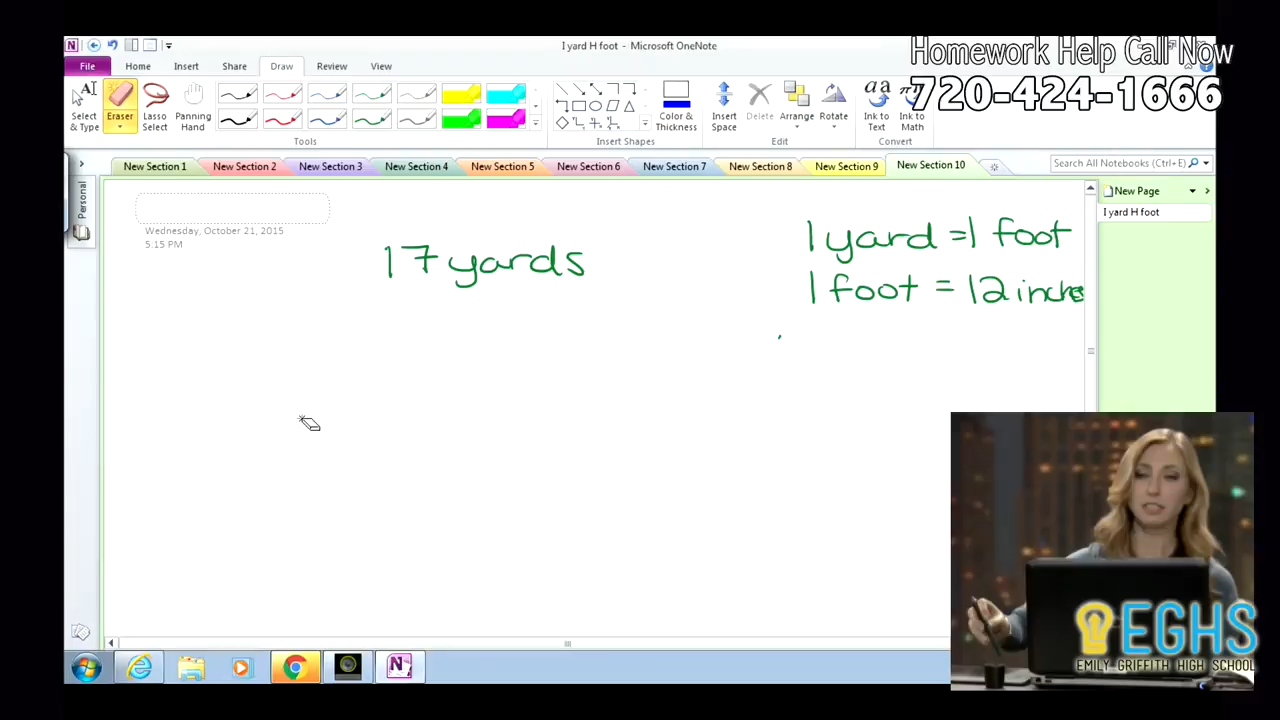 I yard H foot - Microsoft OneNote
Homework Help Call Now
720-424-1666
File Home Insert Share Draw Review View
Select & Type
Eraser
Lasso Select
Panning Hand
Color & Thickness
Insert Space
Delete
Arrange
Rotate
Ink to Text
Ink to Math
Tools
Insert Shapes
Edit
Convert
New Section 1 New Section 2 New Section 3 New Section 4 New Section 5 New Section 6 New Section 7 New Section 8 New Section 9 New Section 10
Search All Notebooks (Ctrl+E)
Personal
New Page
I yard H foot
Wednesday, October 21, 2015
5:15 PM
17 yards
1 yard = 1 foot
1 foot = 12 inches
EGHS
EMILY GRIFFITH HIGH SCHOOL